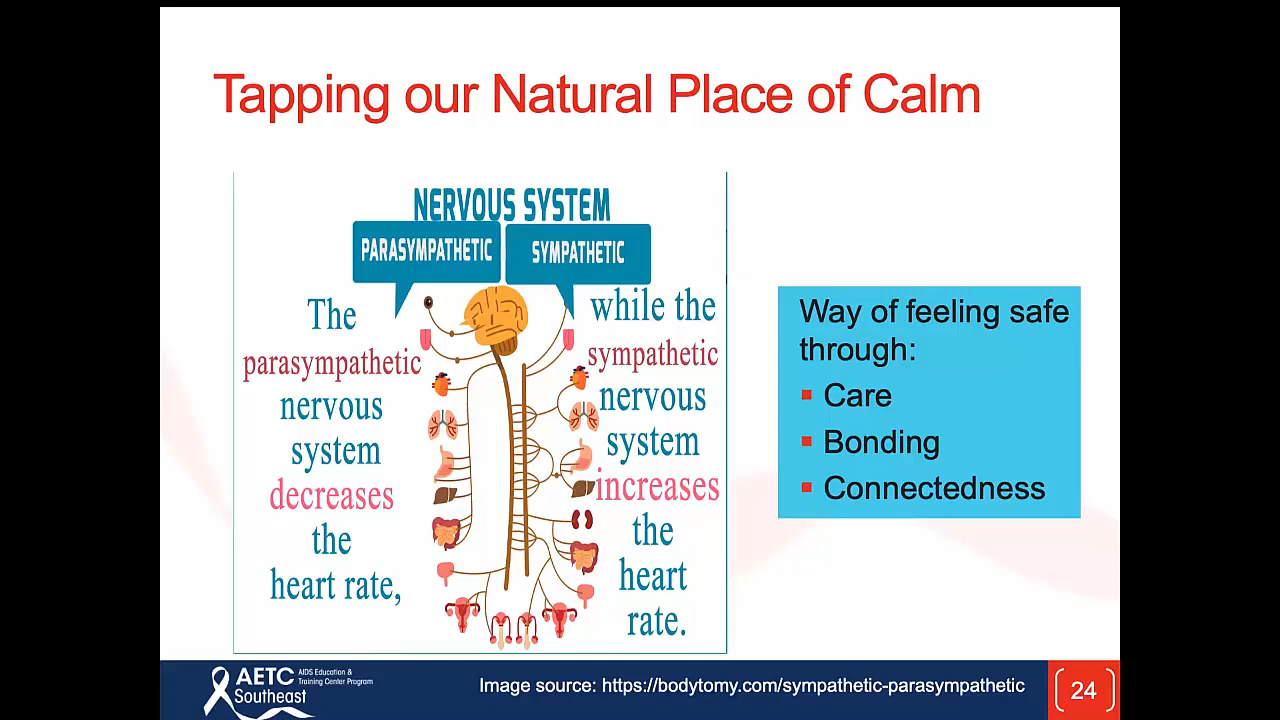 Tapping our Natural Place of Calm
NERVOUS SYSTEM
PARASYMPATHETIC
SYMPATHETIC
The
parasympathetic
nervous
system
decreases
the
heart rate,
while the
sympathetic
nervous
system
increases
the
heart
rate.
Way of feeling safe
through:
Care
Bonding
Connectedness
AETC
Southeast
AIDS Education &
Training Center Program
Image source: https://bodytomy.com/sympathetic-parasympathetic
24